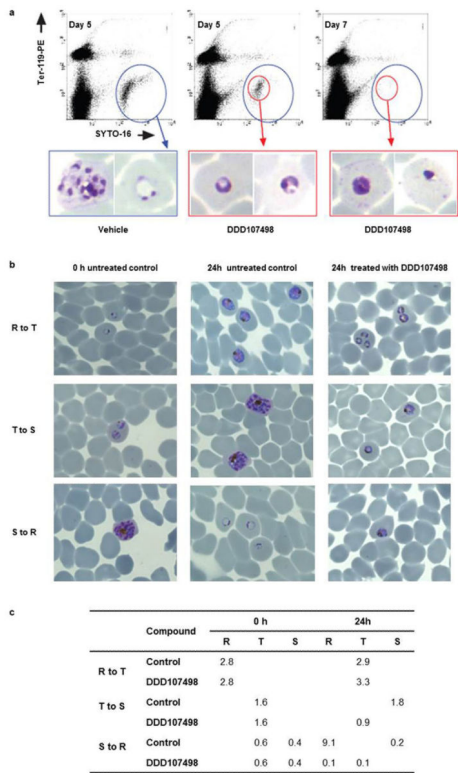 a
Day 5
Day 5
Day 7
Ter-119-PE
SYTO-16
Vehicle
DDD107498
DDD107498
b
0 h untreated control
24h untreated control
24h treated with DDD107498
R to T
T to S
S to R
c
Compound 0 h 24h
R T S R T S
R to T
Control 2.8 2.9
DDD107498 2.8 3.3
T to S
Control 1.6 1.8
DDD107498 1.6 0.9
S to R
Control 0.6 0.4 9.1 0.2
DDD107498 0.6 0.4 0.1 0.1